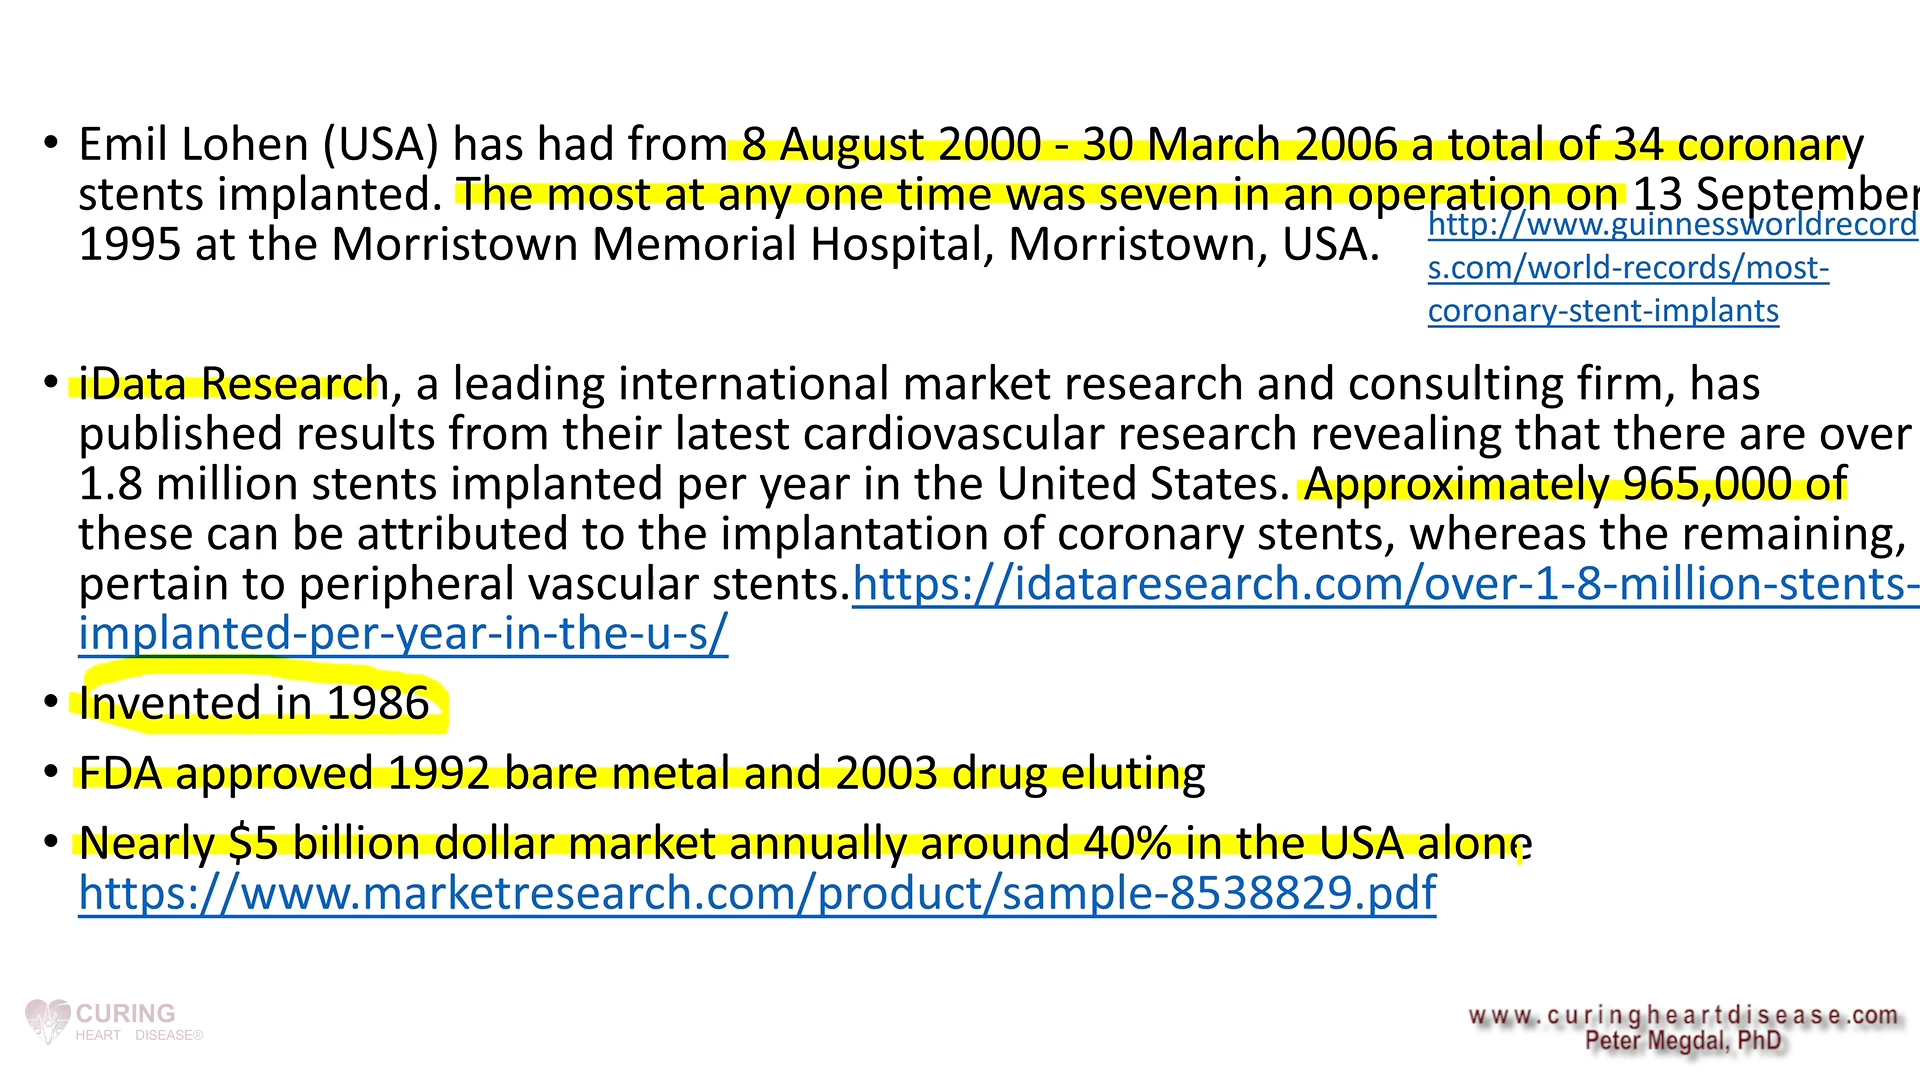 • Emil Lohen (USA) has had from 8 August 2000 - 30 March 2006 a total of 34 coronary
stents implanted. The most at any one time was seven in an operation on 13 September
1995 at the Morristown Memorial Hospital, Morristown, USA.
http://www.guinnessworldrecord
s.com/world-records/most-
coronary-stent-implants
• iData Research, a leading international market research and consulting firm, has
published results from their latest cardiovascular research revealing that there are over
1.8 million stents implanted per year in the United States. Approximately 965,000 of
these can be attributed to the implantation of coronary stents, whereas the remaining,
pertain to peripheral vascular stents.https://idataresearch.com/over-1-8-million-stents-
implanted-per-year-in-the-u-s/
• Invented in 1986
• FDA approved 1992 bare metal and 2003 drug eluting
• Nearly $5 billion dollar market annually around 40% in the USA alone
https://www.marketresearch.com/product/sample-8538829.pdf
CURING
HEART DISEASE®
www.curingheartdisease.com
Peter Megdal, PhD